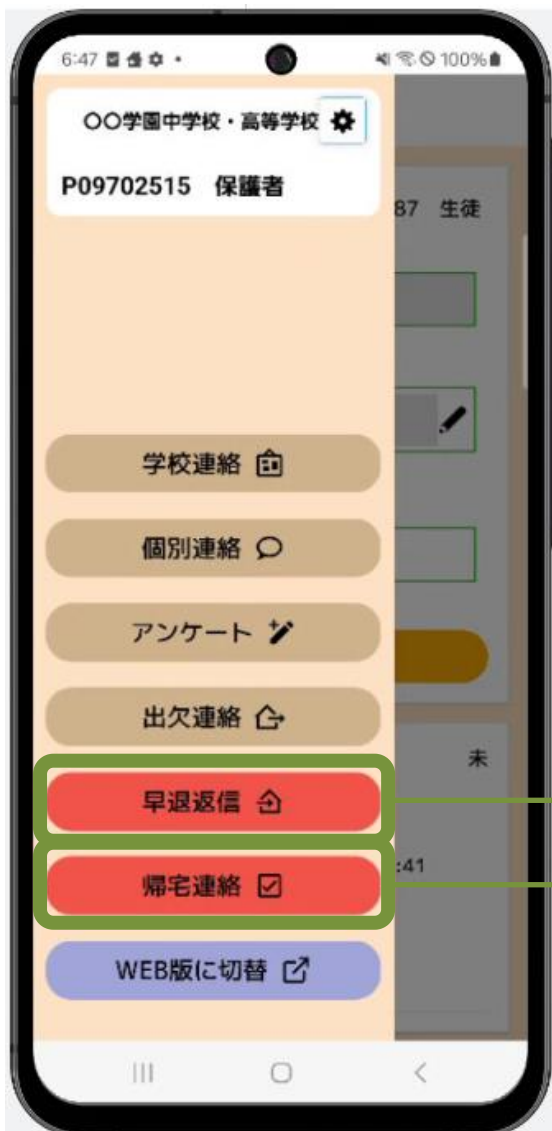 6:47
100%
○○学園中学校・高等学校
P09702515 保護者
87 生徒
学校連絡
個別連絡
アンケート
出欠連絡
未
早退返信
:41
帰宅連絡
WEB版に切替